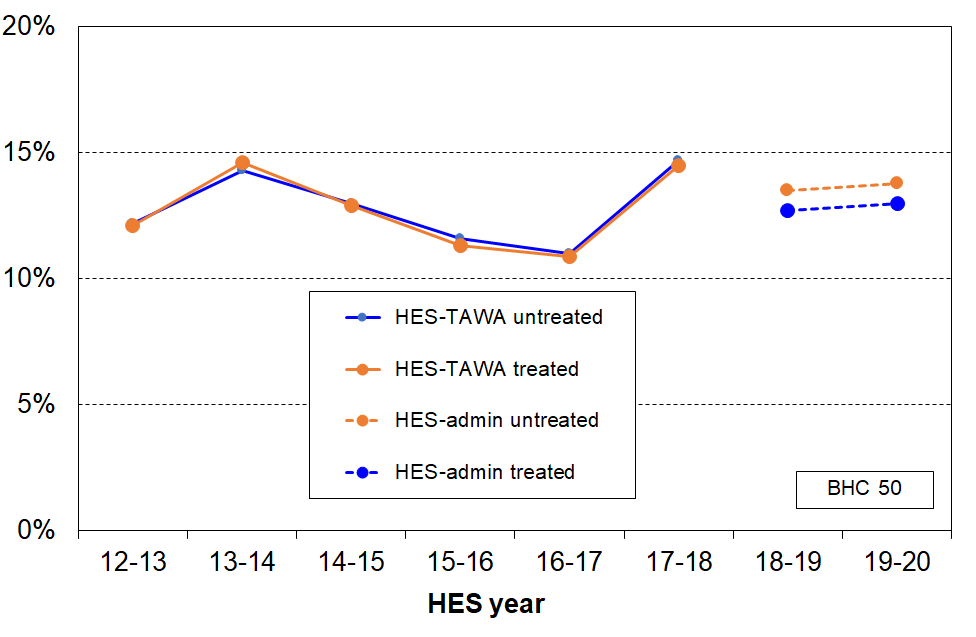 20%
15%
10%
5%
0%
HES-TAWA untreated
HES-TAWA treated
HES-admin untreated
HES-admin treated
BHC 50
12-13 13-14 14-15 15-16 16-17 17-18 18-19 19-20
HES year